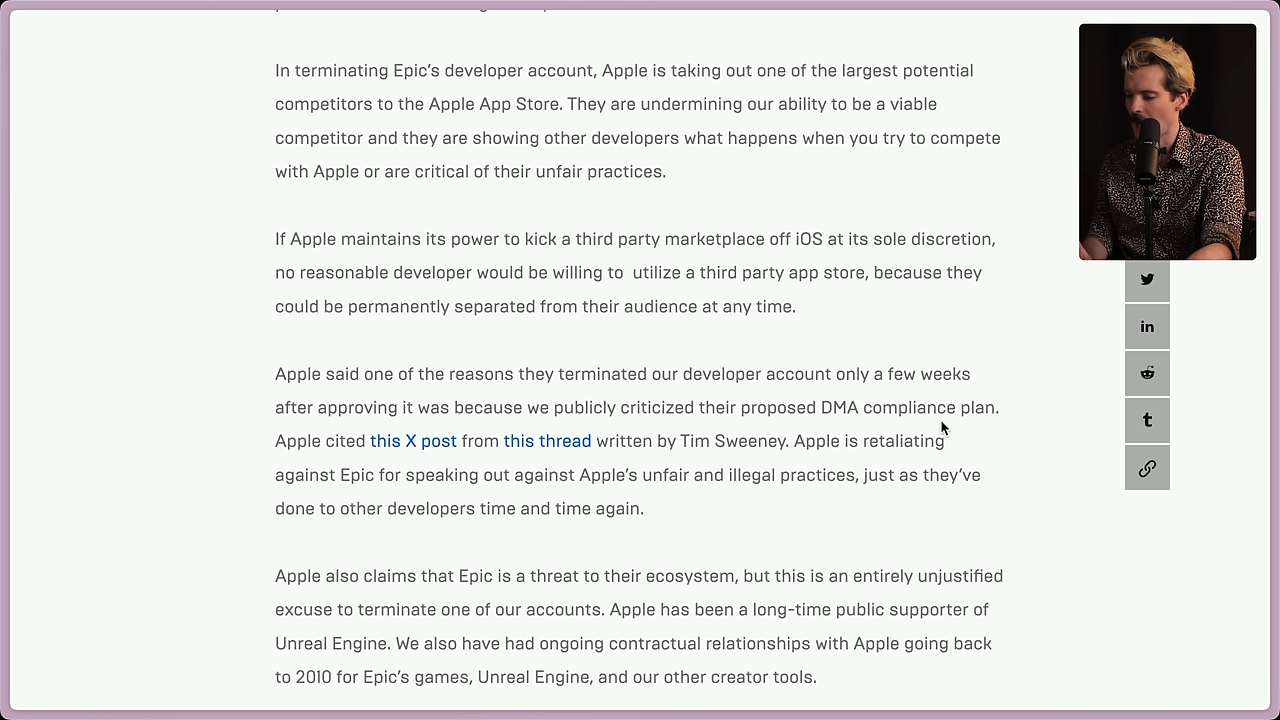 In terminating Epic's developer account, Apple is taking out one of the largest potential
competitors to the Apple App Store. They are undermining our ability to be a viable
competitor and they are showing other developers what happens when you try to compete
with Apple or are critical of their unfair practices.
If Apple maintains its power to kick a third party marketplace off iOS at its sole discretion,
no reasonable developer would be willing to  utilize a third party app store, because they
could be permanently separated from their audience at any time.
Apple said one of the reasons they terminated our developer account only a few weeks
after approving it was because we publicly criticized their proposed DMA compliance plan.
Apple cited this X post from this thread written by Tim Sweeney. Apple is retaliating
against Epic for speaking out against Apple's unfair and illegal practices, just as they've
done to other developers time and time again.
Apple also claims that Epic is a threat to their ecosystem, but this is an entirely unjustified
excuse to terminate one of our accounts. Apple has been a long-time public supporter of
Unreal Engine. We also have had ongoing contractual relationships with Apple going back
to 2010 for Epic's games, Unreal Engine, and our other creator tools.
in
t